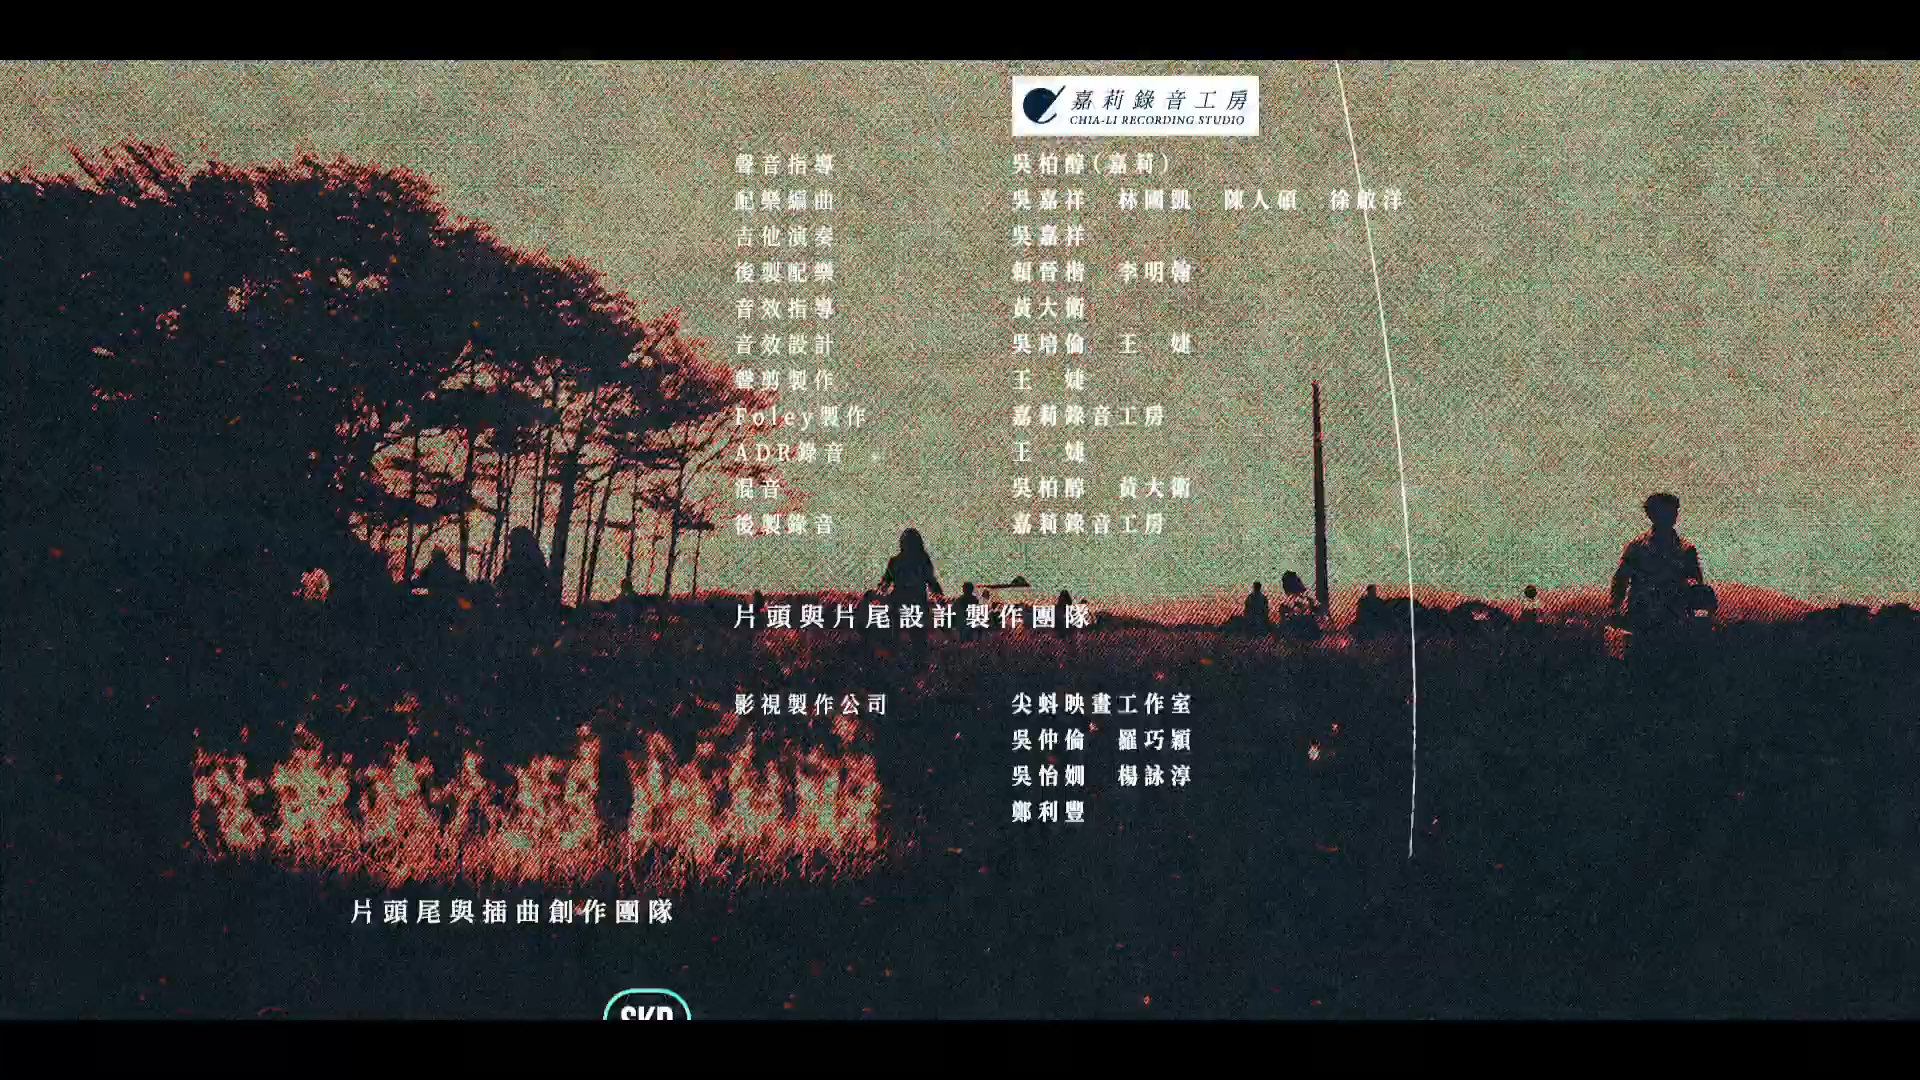 嘉莉錄音工房
CHIA-LI RECORDING STUDIO
聲音指導 吳柏醇(嘉莉)
配樂編曲 吳嘉祥 林國凱 陳人碩 徐啟洋
吉他演奏 吳嘉祥
後製配樂 賴晉楷 李明翰
音效指導 黃大衛
音效設計 吳培倫 王 婕
聲剪製作 王 婕
Foley製作 嘉莉錄音工房
ADR錄音 王 婕
混音 吳柏醇 黃大衛
後製錄音 嘉莉錄音工房
片頭與片尾設計製作團隊
影視製作公司 尖蚪映畫工作室
吳仲倫 羅巧穎
吳怡嫺 楊詠淳
鄭利豐
片頭尾與插曲創作團隊